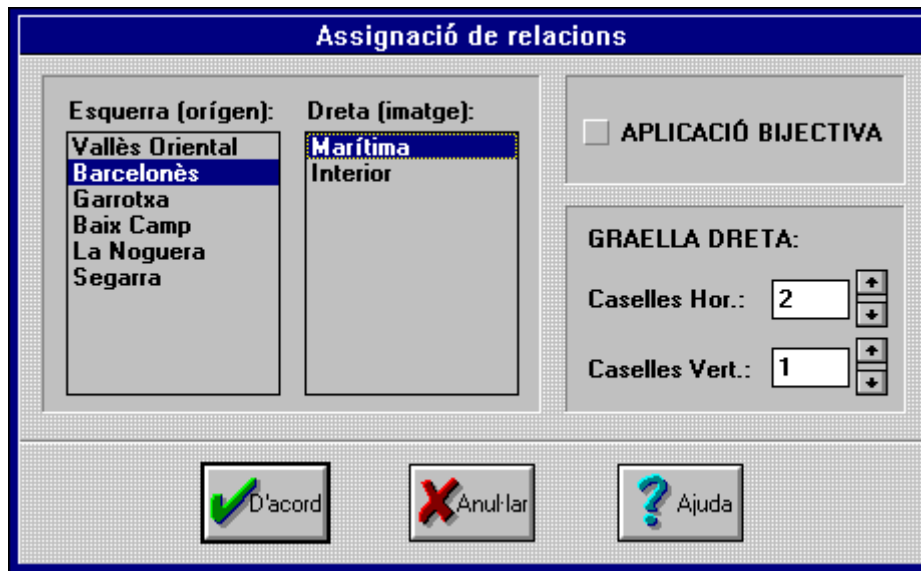 Assignació de relacions
Esquerra (orígen):
Vallès Oriental
Barcelonès
Garrotxa
Baix Camp
La Noguera
Segarra
Dreta (imatge):
Marítima
Interior
APLICACIÓ BIJECTIVA
GRAELLA DRETA:
Caselles Hor.: 2
Caselles Vert.: 1
D'acord
Anul·lar
Ajuda